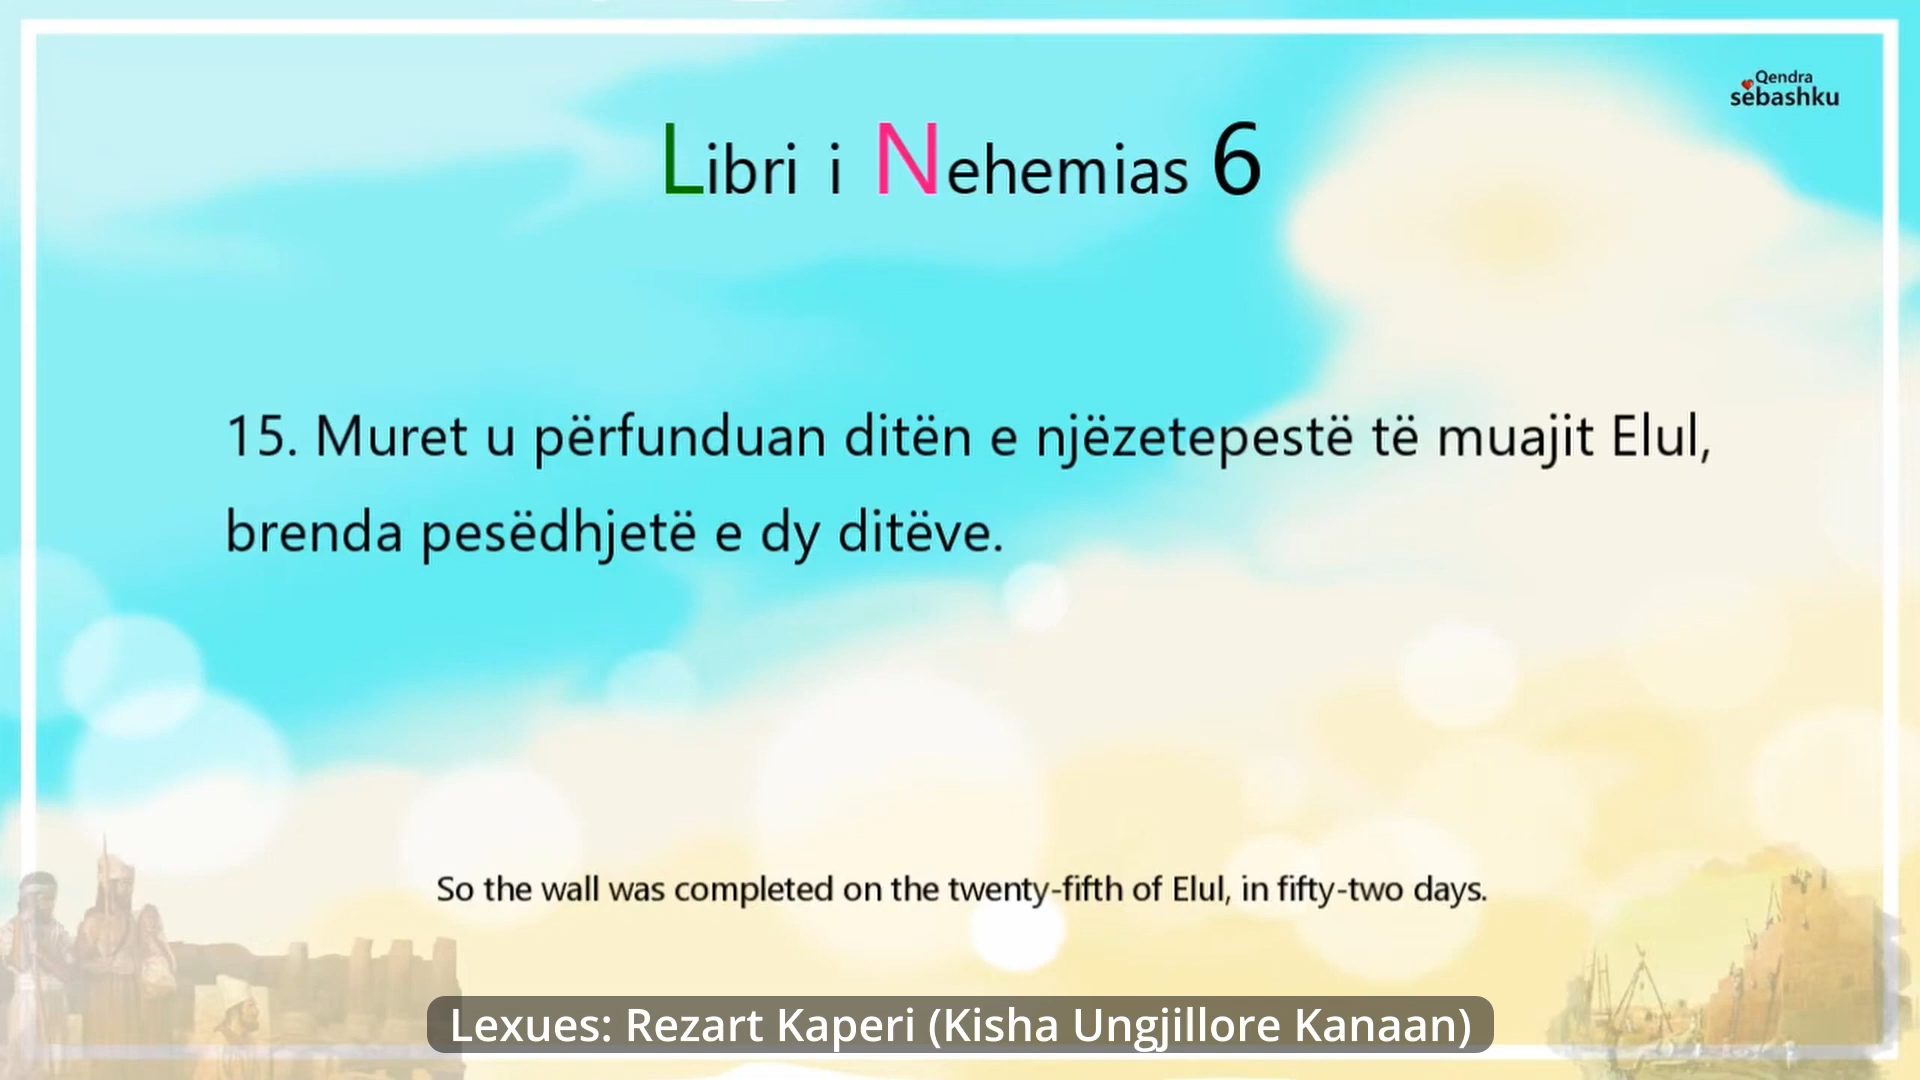 Qendra
sëbashku
Libri i Nehemias 6
15. Muret u përfunduan ditën e njëzetepestë të muajit Elul,
brenda pesëdhjetë e dy ditëve.
So the wall was completed on the twenty-fifth of Elul, in fifty-two days.
Lexues: Rezart Kaperi (Kisha Ungjillore Kanaan)